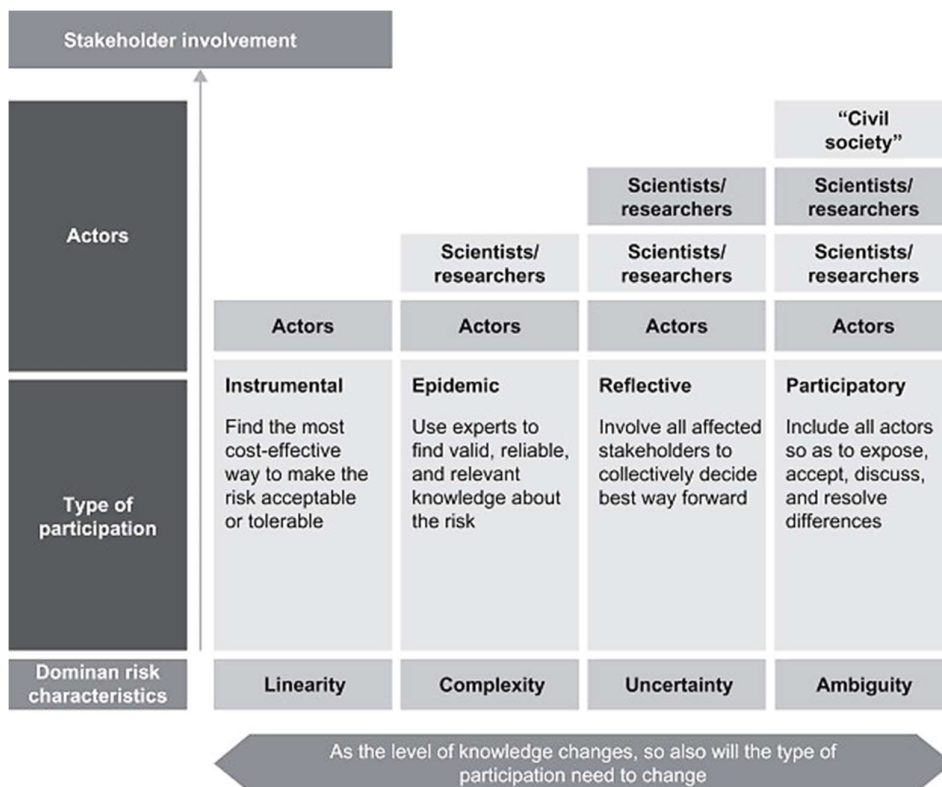 Stakeholder involvement
Actors
“Civil
society”
Scientists/
researchers
Scientists/
researchers
Scientists/
researchers
Scientists/
researchers
Scientists/
researchers
Actors
Actors
Actors
Actors
Type of
participation
Instrumental
Find the most
cost-effective
way to make the
risk acceptable
or tolerable
Epidemic
Use experts to
find valid, reliable,
and relevant
knowledge about
the risk
Reflective
Involve all affected
stakeholders to
collectively decide
best way forward
Participatory
Include all actors
so as to expose,
accept, discuss,
and resolve
differences
Dominan risk
characteristics
Linearity
Complexity
Uncertainty
Ambiguity
As the level of knowledge changes, so also will the type of
participation need to change